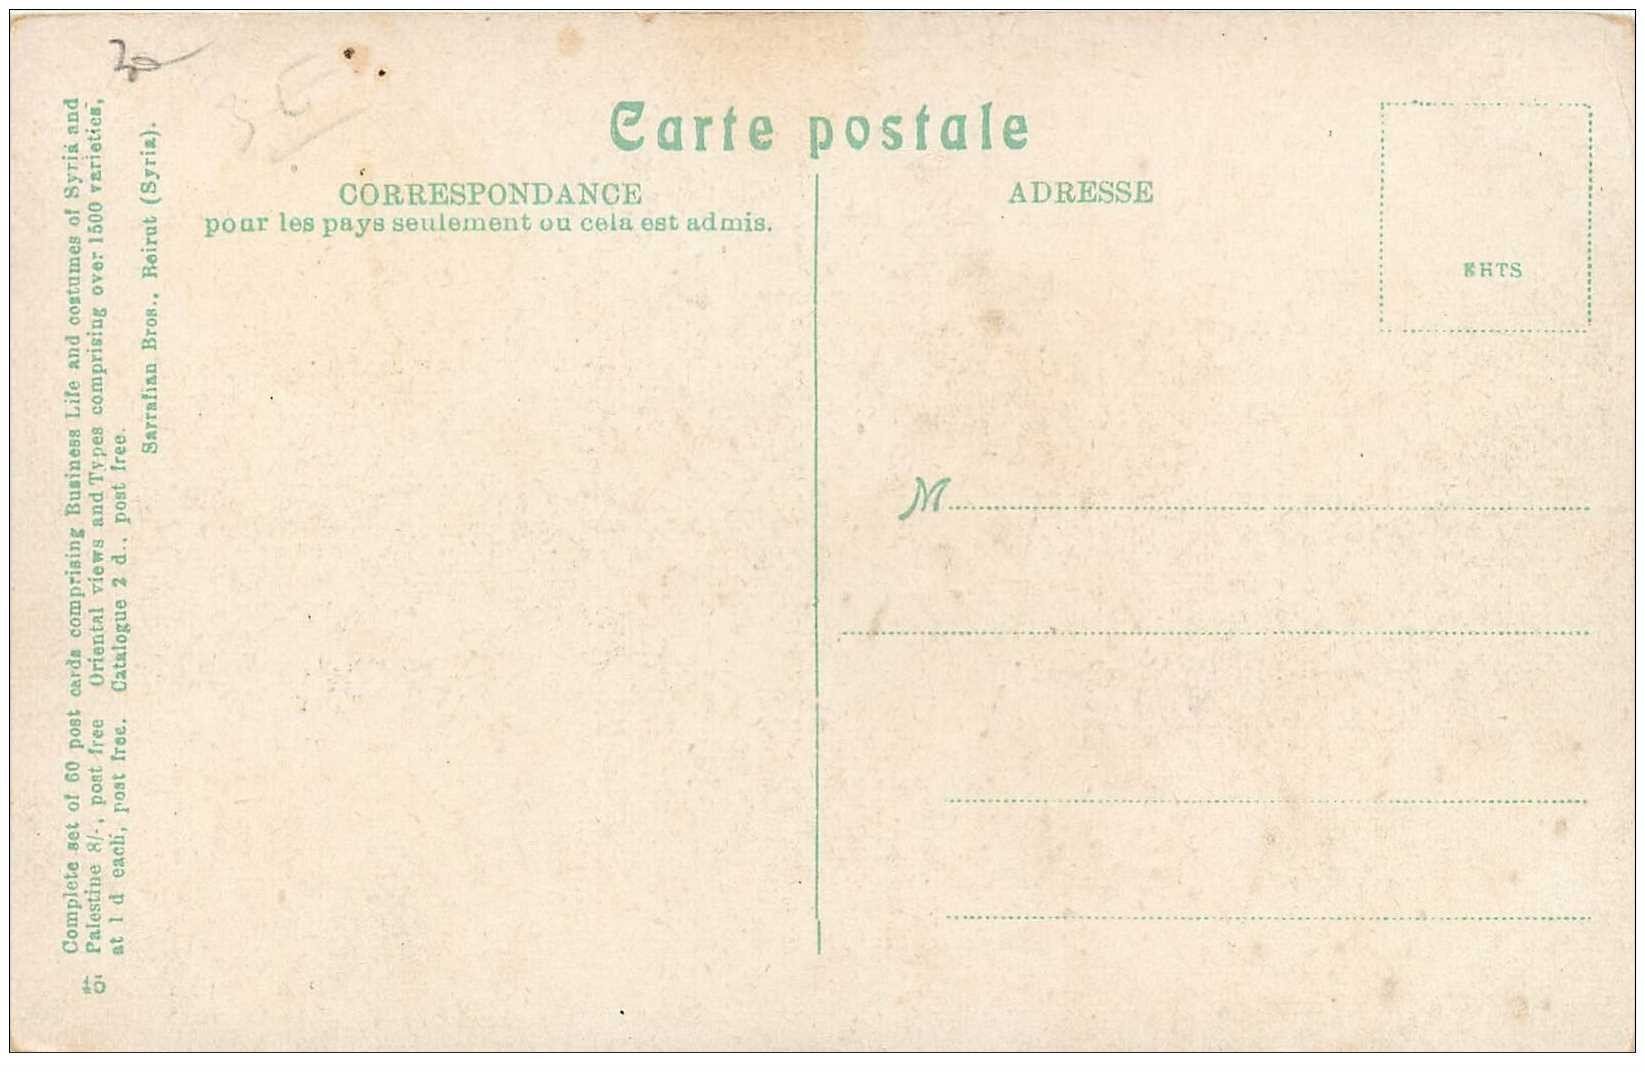 Carte postale
CORRESPONDANCE
pour les pays seulement ou cela est admis.
ADRESSE
EHTS
M
Complete set of 60 post cards comprising Business Life and costumes of Syria and
Palestine 8/-, post free Oriental views and Types comprising over 1500 varieties,
at 1 d each, post free. Catalogue 2 d., post free.
Sarrafian Bros., Beirut (Syria).